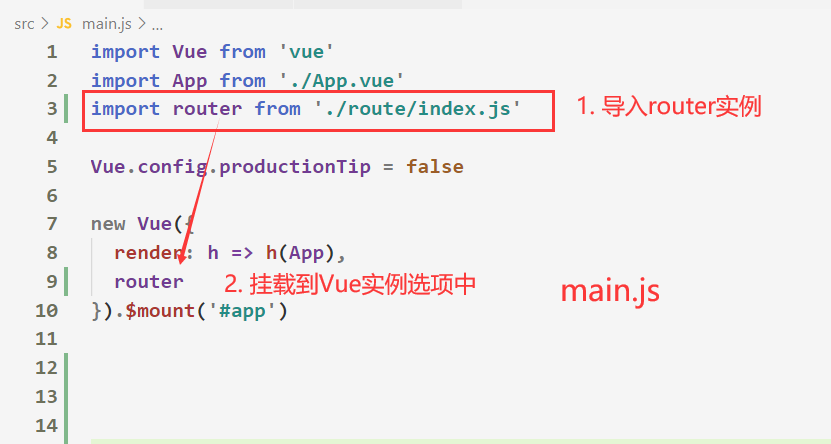 src > JS main.js > ...
1 import Vue from 'vue'
2 import App from './App.vue'
3 import router from './route/index.js'
1. 导入router实例
4
5 Vue.config.productionTip = false
6
7 new Vue({
8 render: h => h(App),
9 router
2. 挂载到Vue实例选项中
main.js
10 }).$mount('#app')
11
12
13
14